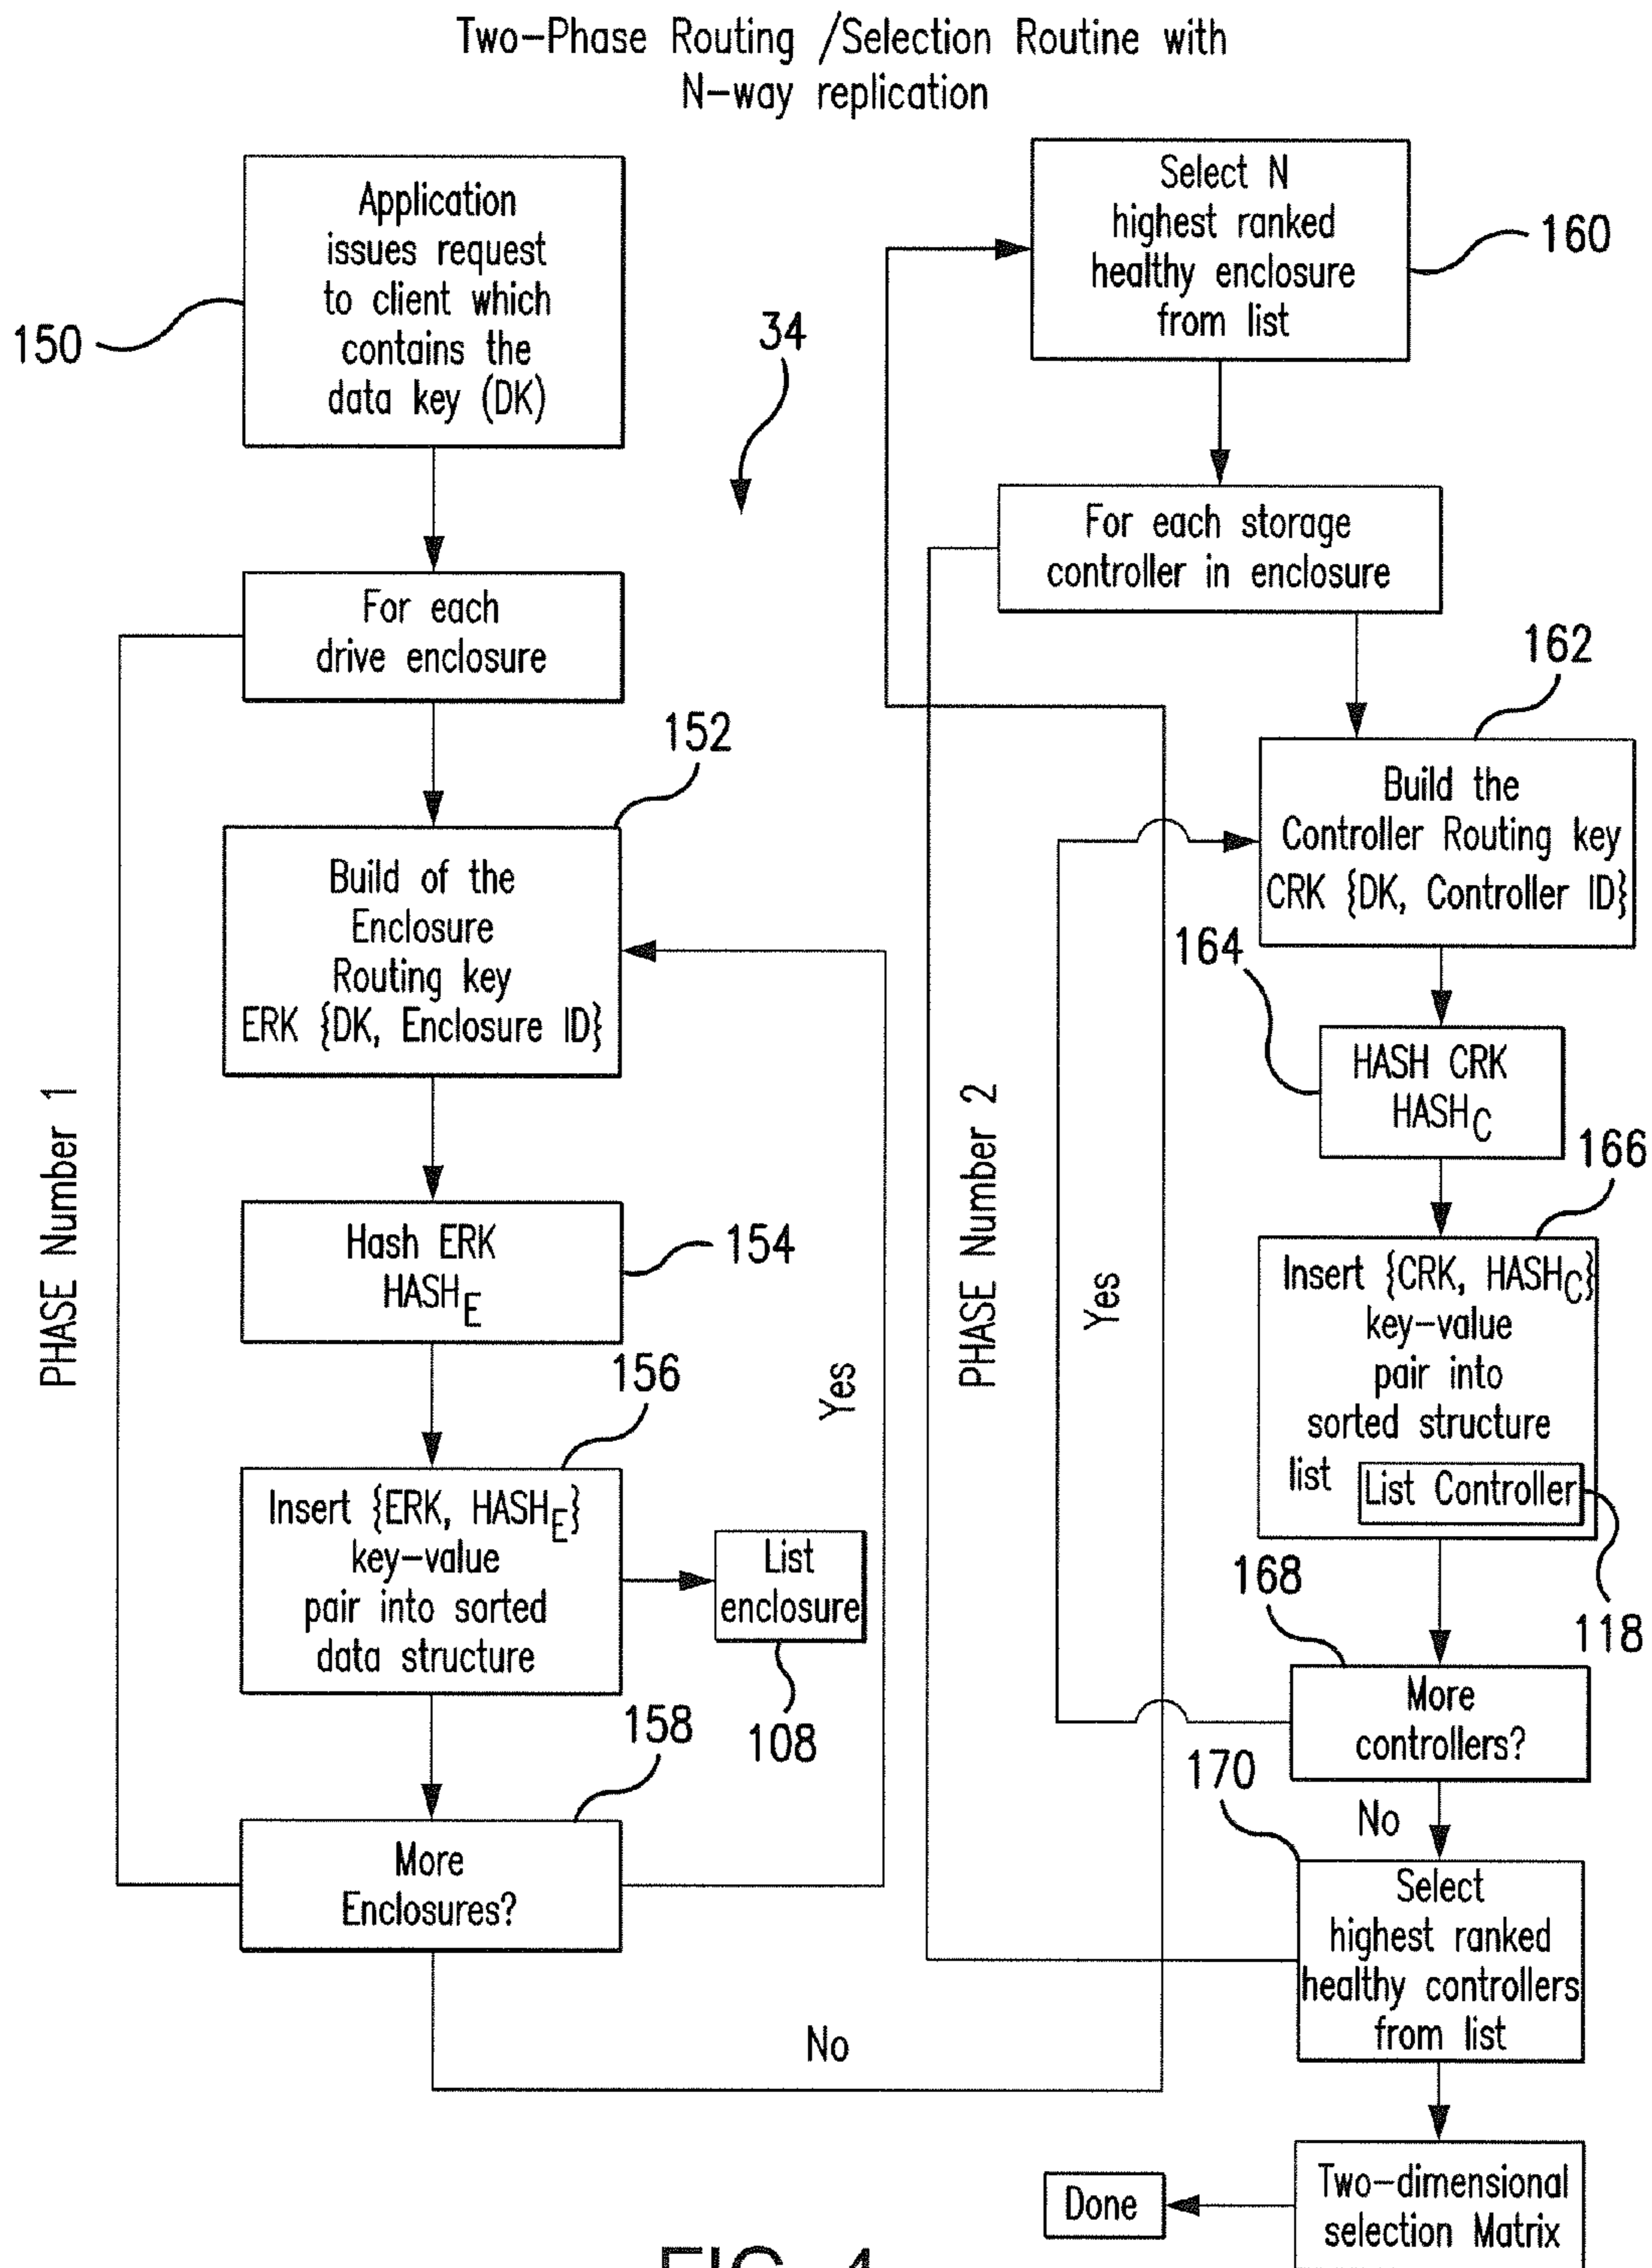 Two-Phase Routing /Selection Routine with
N-way replication
Application
issues request
to client which
contains the
data key (DK)
150
34
For each
drive enclosure
152
Build of the
Enclosure
Routing key
ERK {DK, Enclosure ID}
PHASE Number 1
Hash ERK
HASHE
154
156
Insert {ERK, HASHE}
key-value
pair into sorted
data structure
List
enclosure
108
Yes
158
More
Enclosures?
No
Select N
highest ranked
healthy enclosure
from list
160
For each storage
controller in enclosure
162
Build the
Controller Routing key
CRK {DK, Controller ID}
164
HASH CRK
HASHC
PHASE Number 2
Yes
166
Insert {CRK, HASHC}
key-value
pair into
sorted structure
list
List Controller
118
168
More
controllers?
No
170
Select
highest ranked
healthy controllers
from list
Two-dimensional
selection Matrix
Done